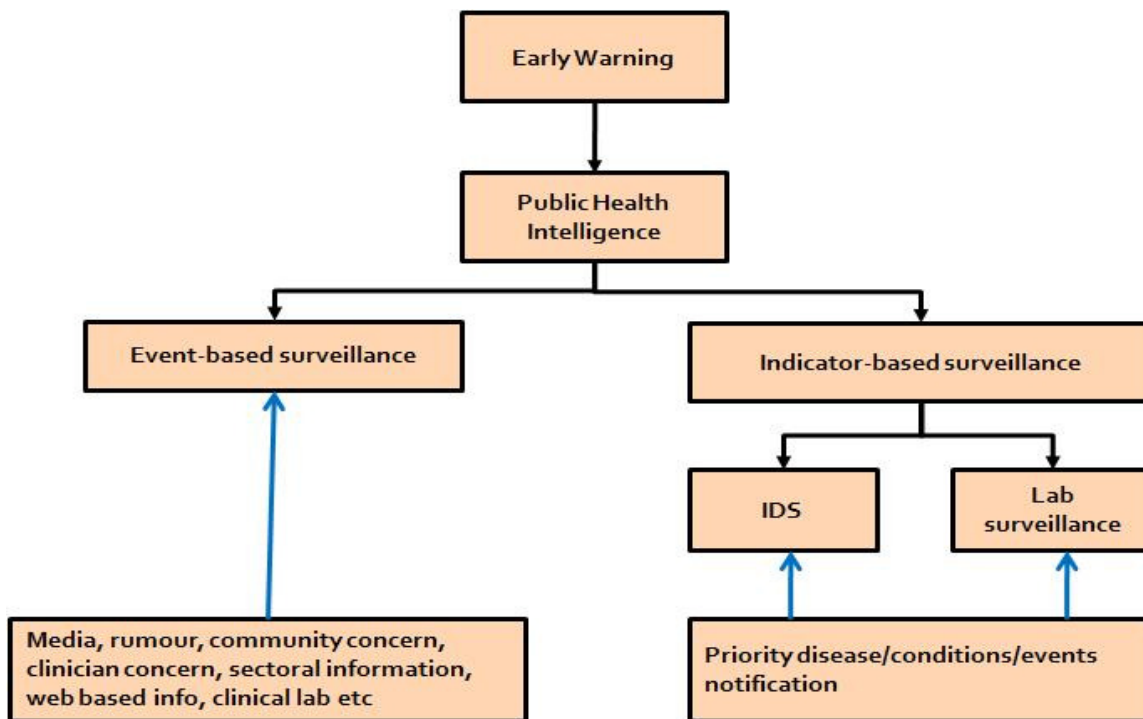 Early Warning
Public Health
Intelligence
Event-based surveillance
Indicator-based surveillance
IDS
Lab
surveillance
Media, rumour, community concern,
clinician concern, sectoral information,
web based info, clinical lab etc
Priority disease/conditions/events
notification